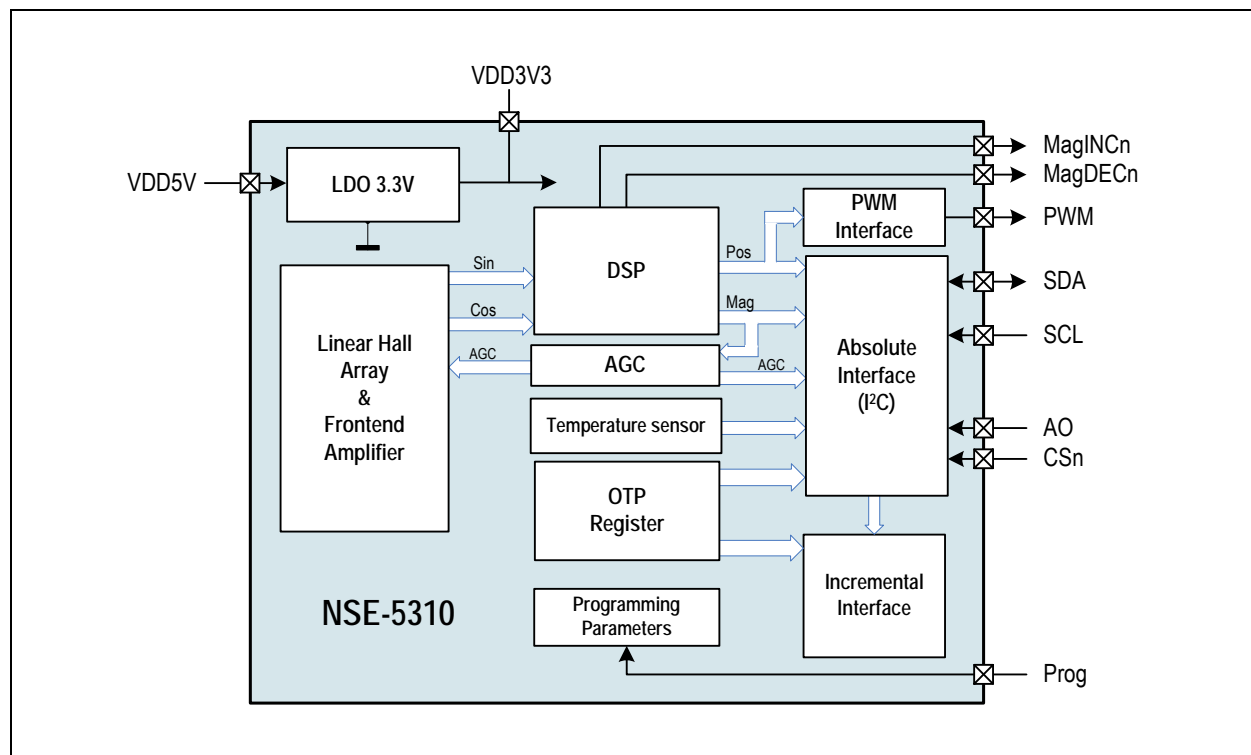 VDD3V3
VDD5V
LDO 3.3V
MagINCn
MagDECn
PWM
Interface
PWM
Sin
DSP
Pos
SDA
Cos
Mag
SCL
Linear Hall
Array
&
Frontend
Amplifier
AGC
AGC
AGC
Absolute
Interface
(I²C)
Temperature sensor
AO
CSn
OTP
Register
Incremental
Interface
NSE-5310
Programming
Parameters
Prog